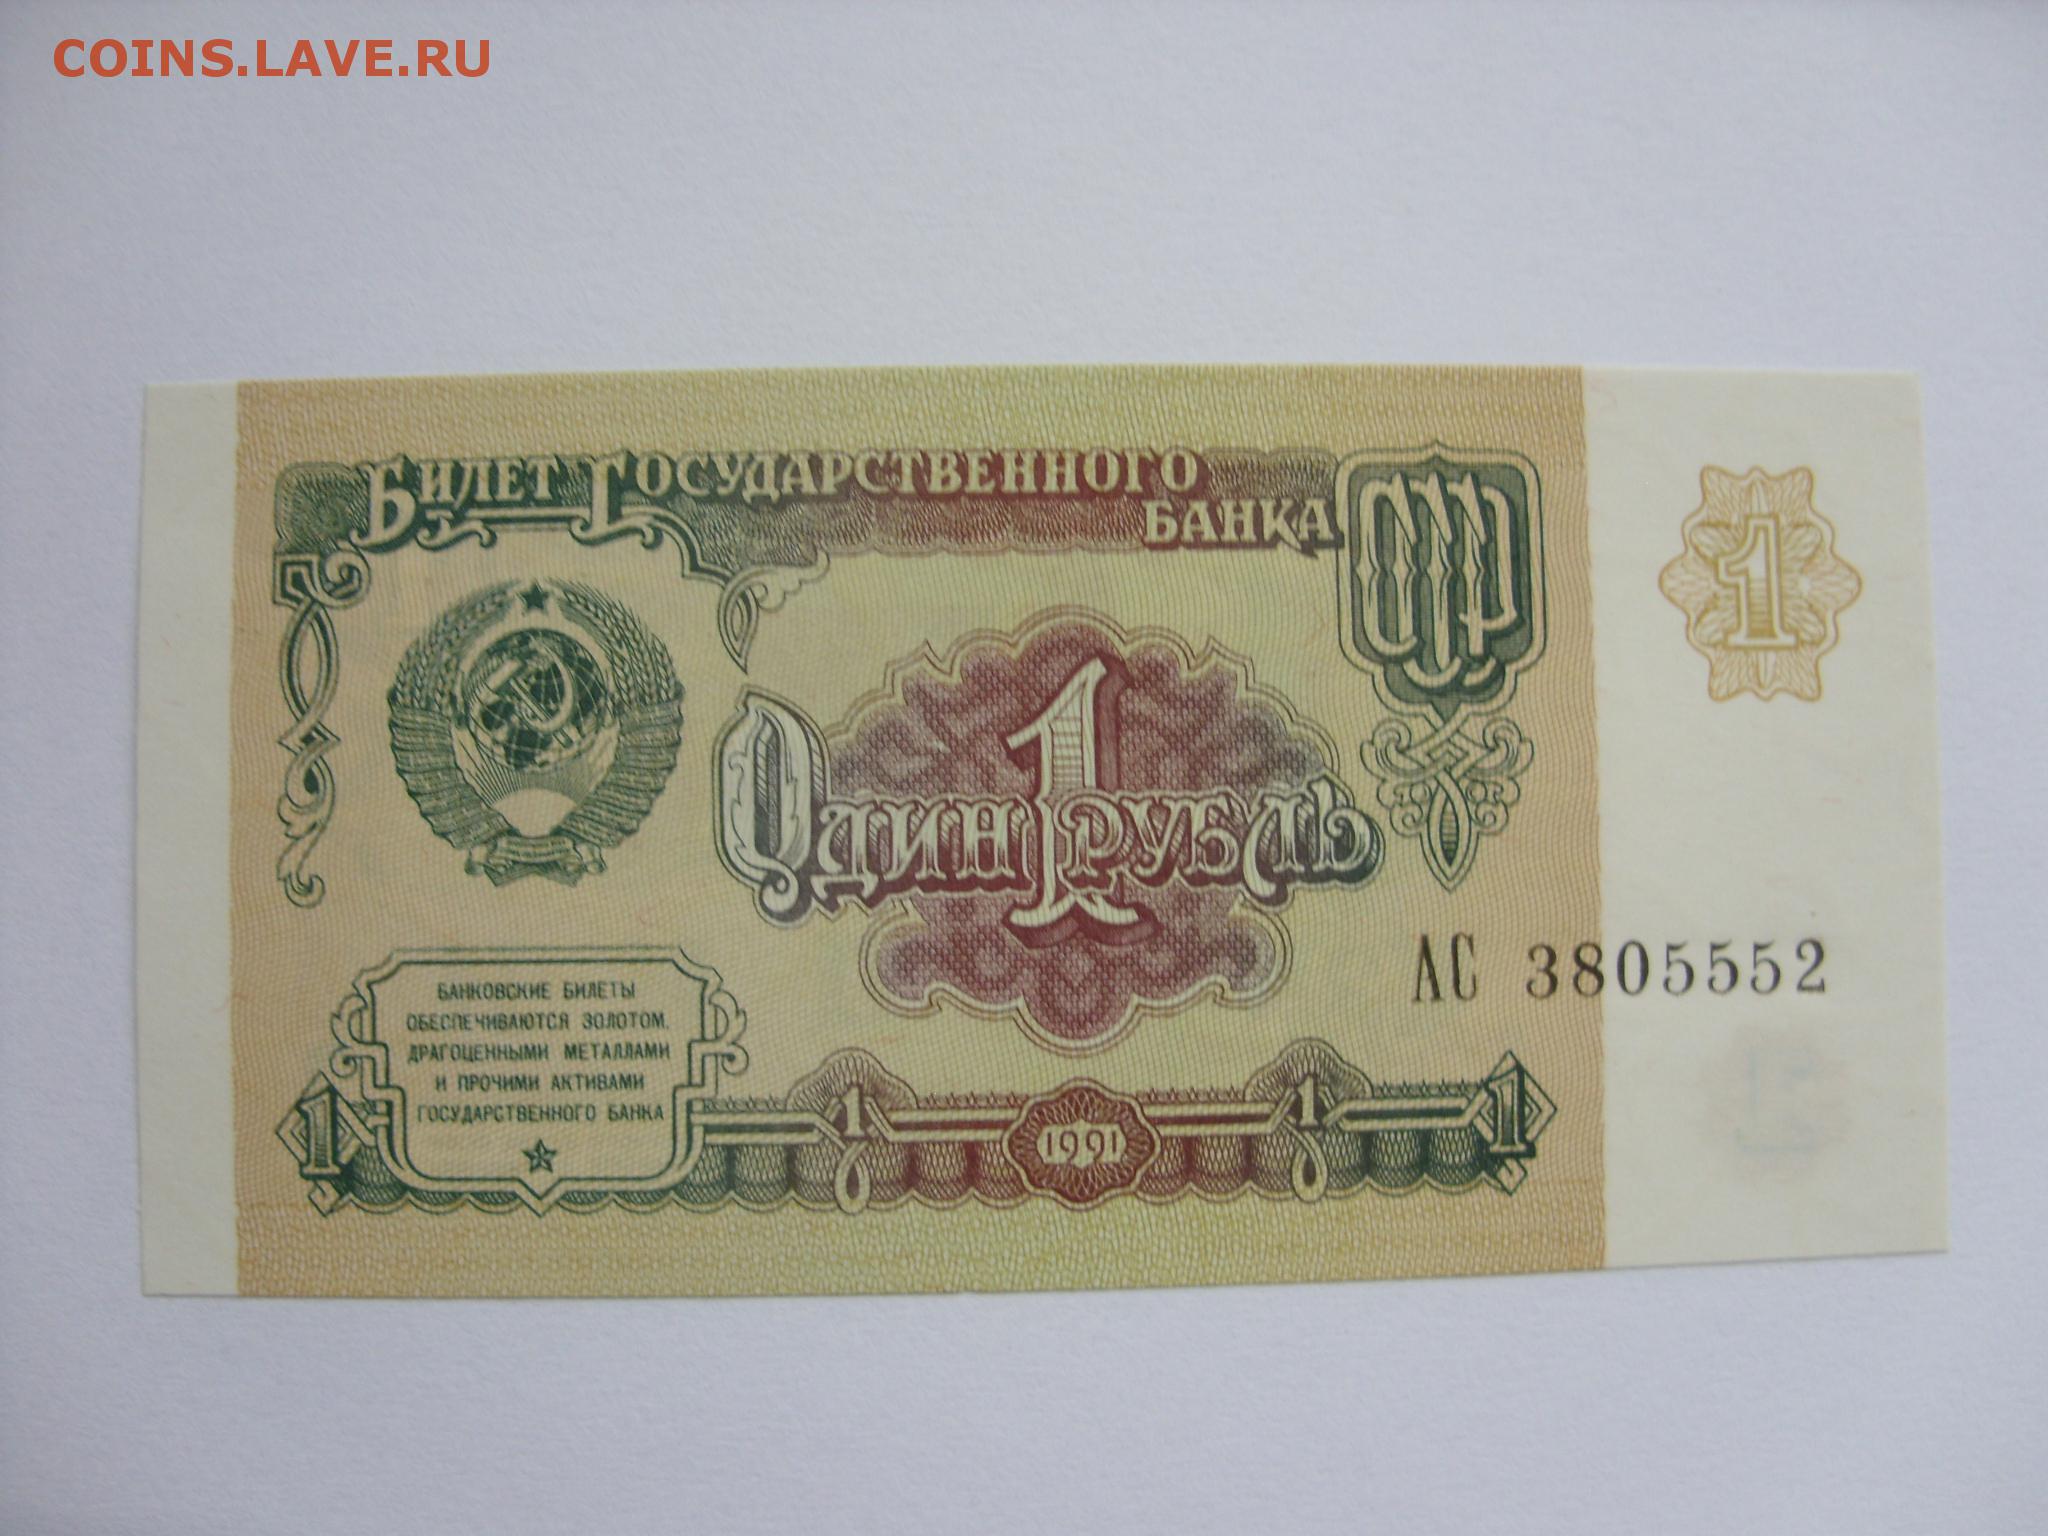 COINS.LAVE.RU
БИЛЕТ ГОСУДАРСТВЕННОГО
БАНКА
СССР
1
ОДИН РУБЛЬ
1
АС 3805552
БАНКОВСКИЕ БИЛЕТЫ
ОБЕСПЕЧИВАЮТСЯ ЗОЛОТОМ,
ДРАГОЦЕННЫМИ МЕТАЛЛАМИ
И ПРОЧИМИ АКТИВАМИ
ГОСУДАРСТВЕННОГО БАНКА
1 1 1991 1 1